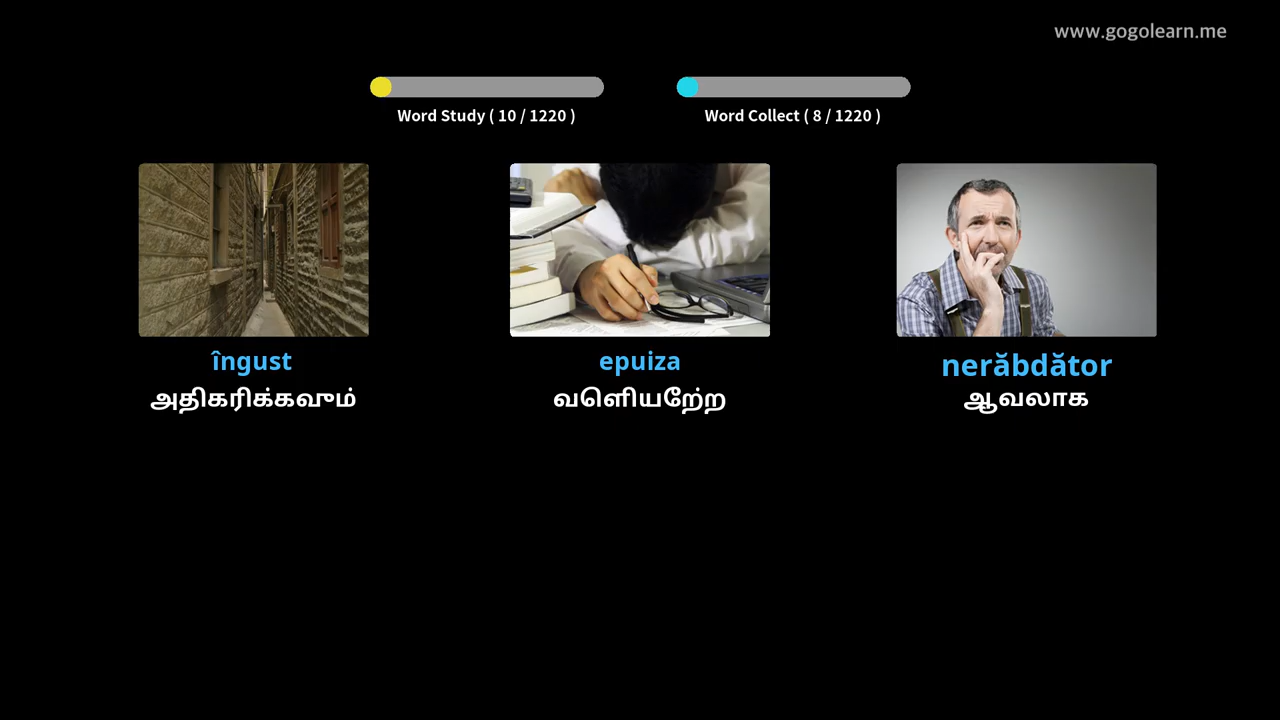 www.gogolearn.me
Word Study ( 10 / 1220 )
Word Collect ( 8 / 1220 )
îngust
epuiza
nerăbdător
அதிகரிக்கவும்
வெளியேற்ற
ஆவலாக